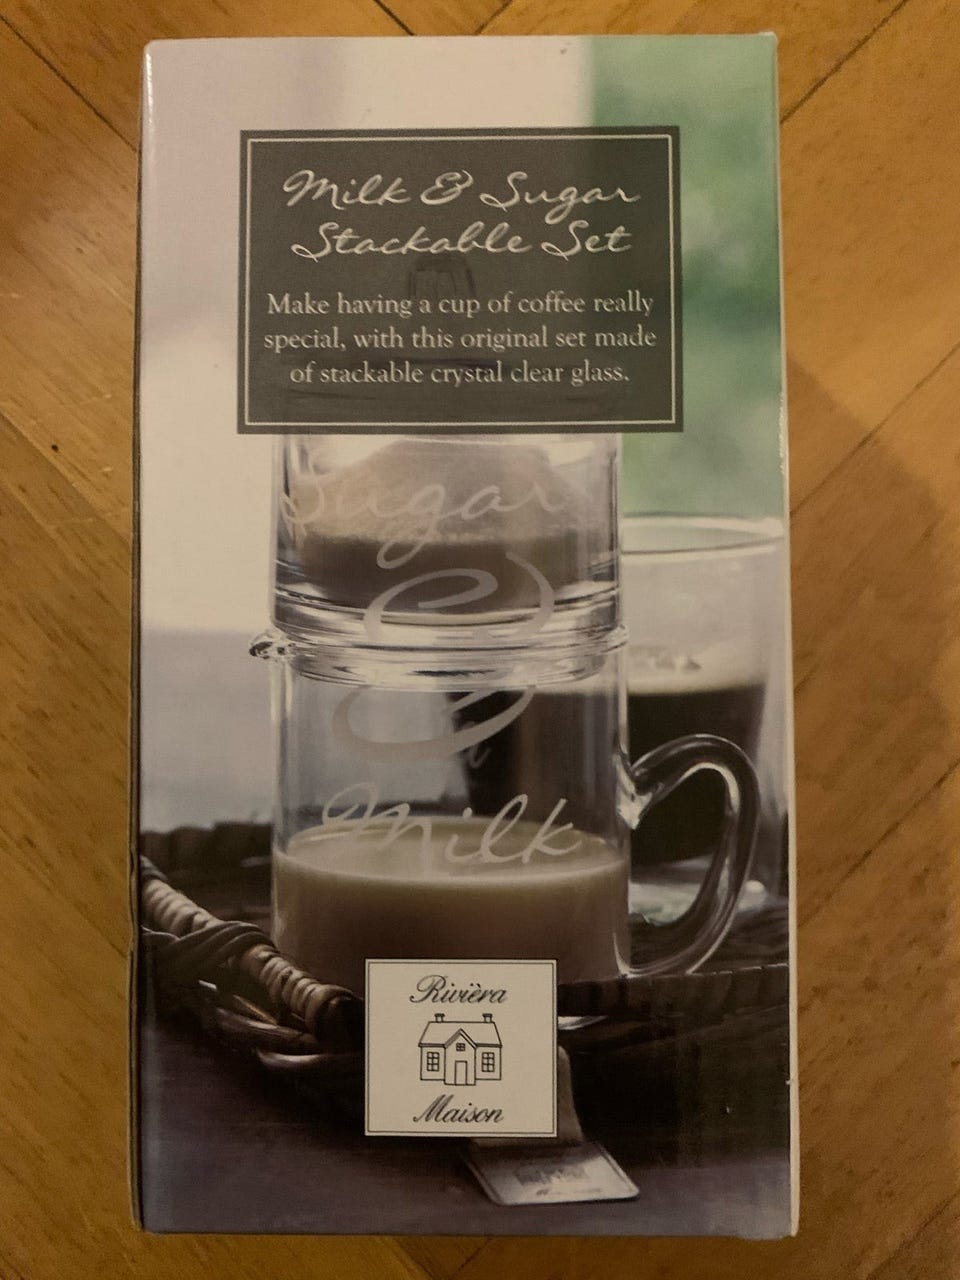 Milk & Sugar
Stackable Set
Make having a cup of coffee really
special, with this original set made
of stackable crystal clear glass.
Sugar
&
Milk
Rivièra
Maison